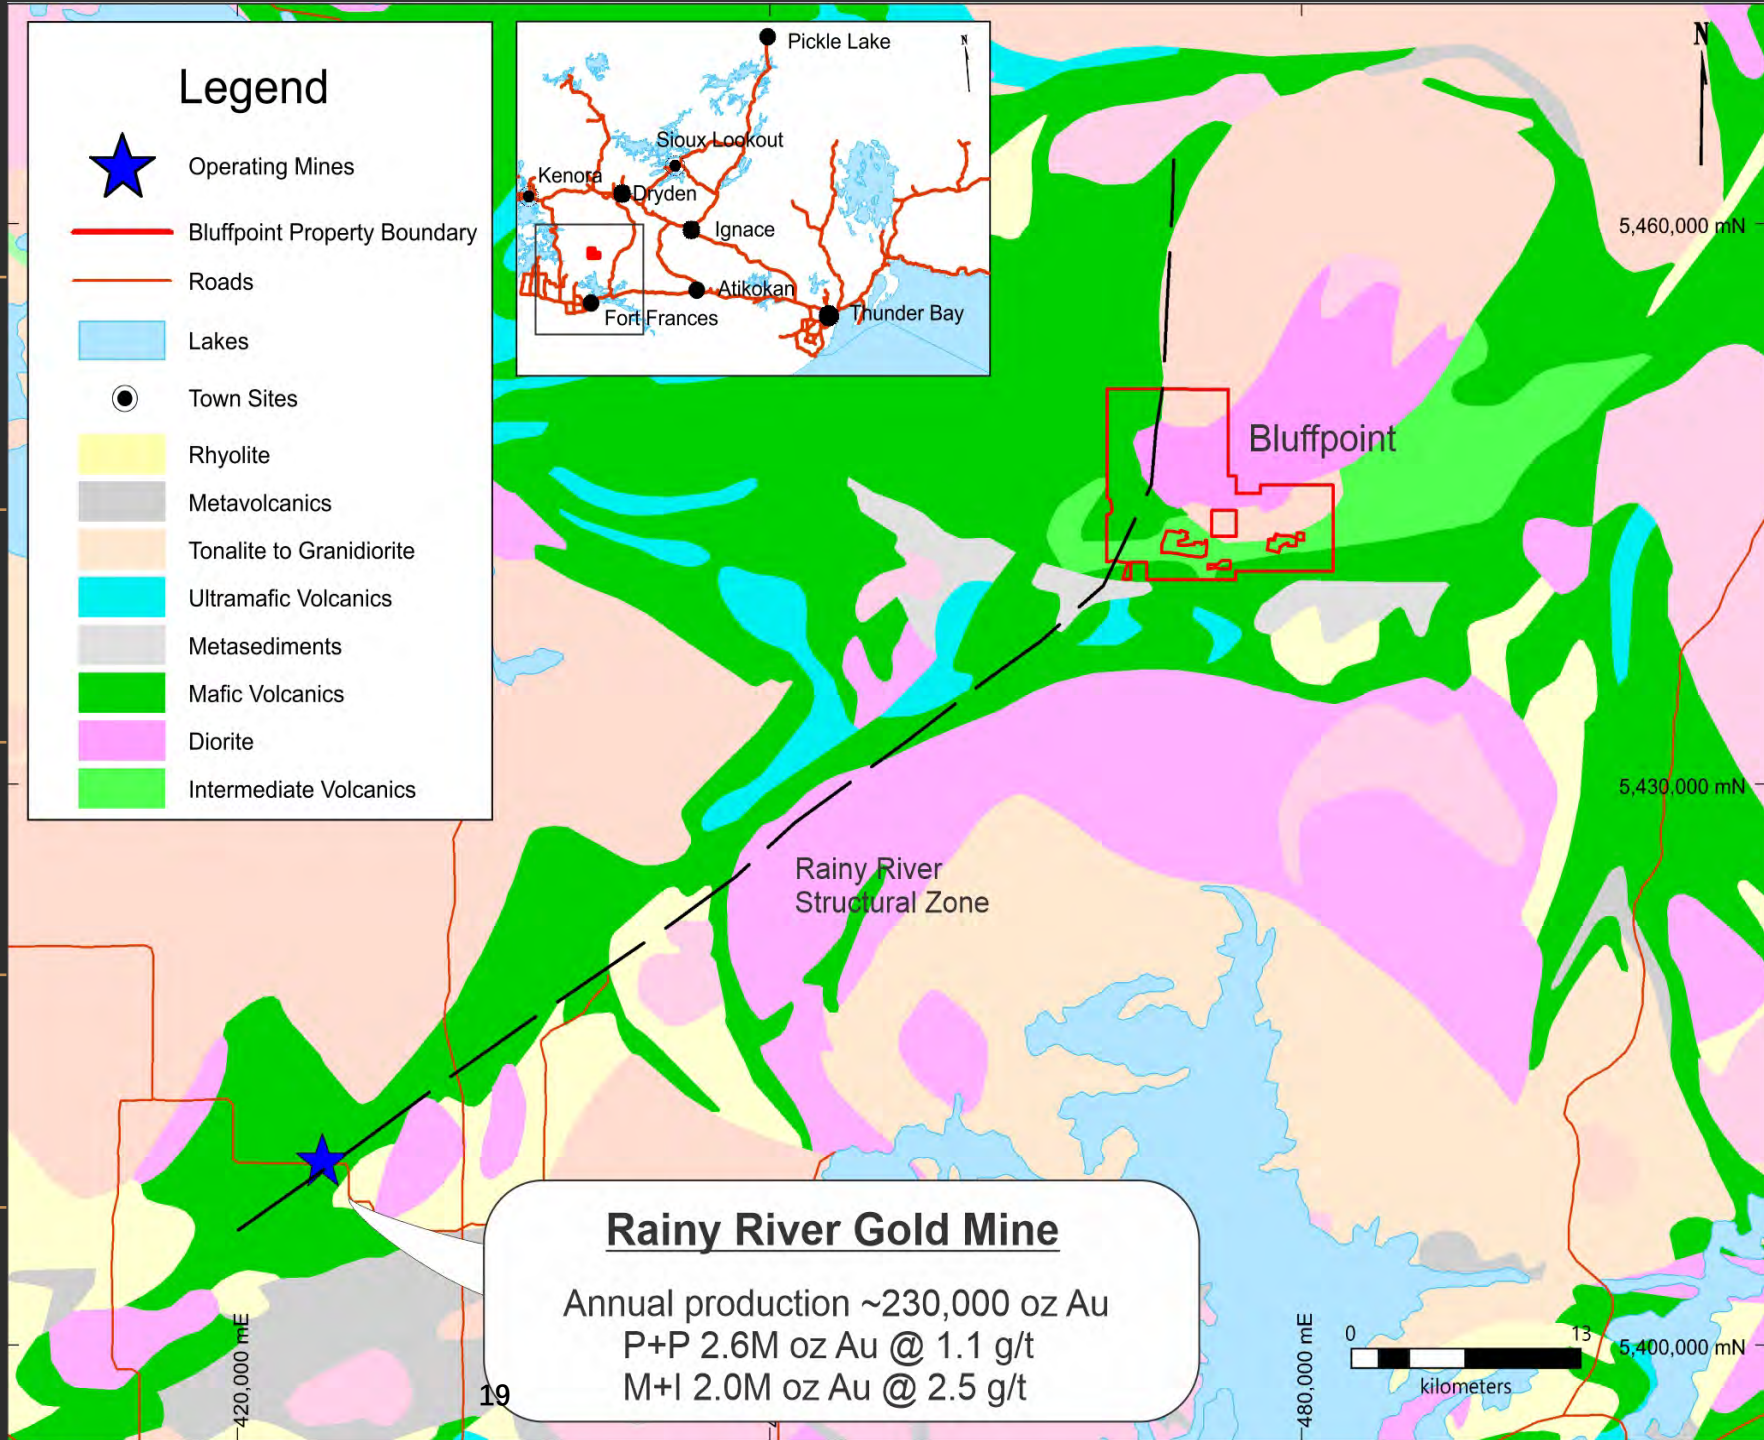 Legend
Operating Mines
Bluffpoint Property Boundary
Roads
Lakes
Town Sites
Rhyolite
Metavolcanics
Tonalite to Granidiorite
Ultramafic Volcanics
Metasediments
Mafic Volcanics
Diorite
Intermediate Volcanics
Pickle Lake
N
Sioux Lookout
Kenora
Dryden
Ignace
Atikokan
Fort Frances
Thunder Bay
N
5,460,000 mN
Bluffpoint
5,430,000 mN
Rainy River
Structural Zone
Rainy River Gold Mine
Annual production ~230,000 oz Au
P+P 2.6M oz Au @ 1.1 g/t
M+I 2.0M oz Au @ 2.5 g/t
420,000 mE
19
480,000 mE
0 13
kilometers
5,400,000 mN